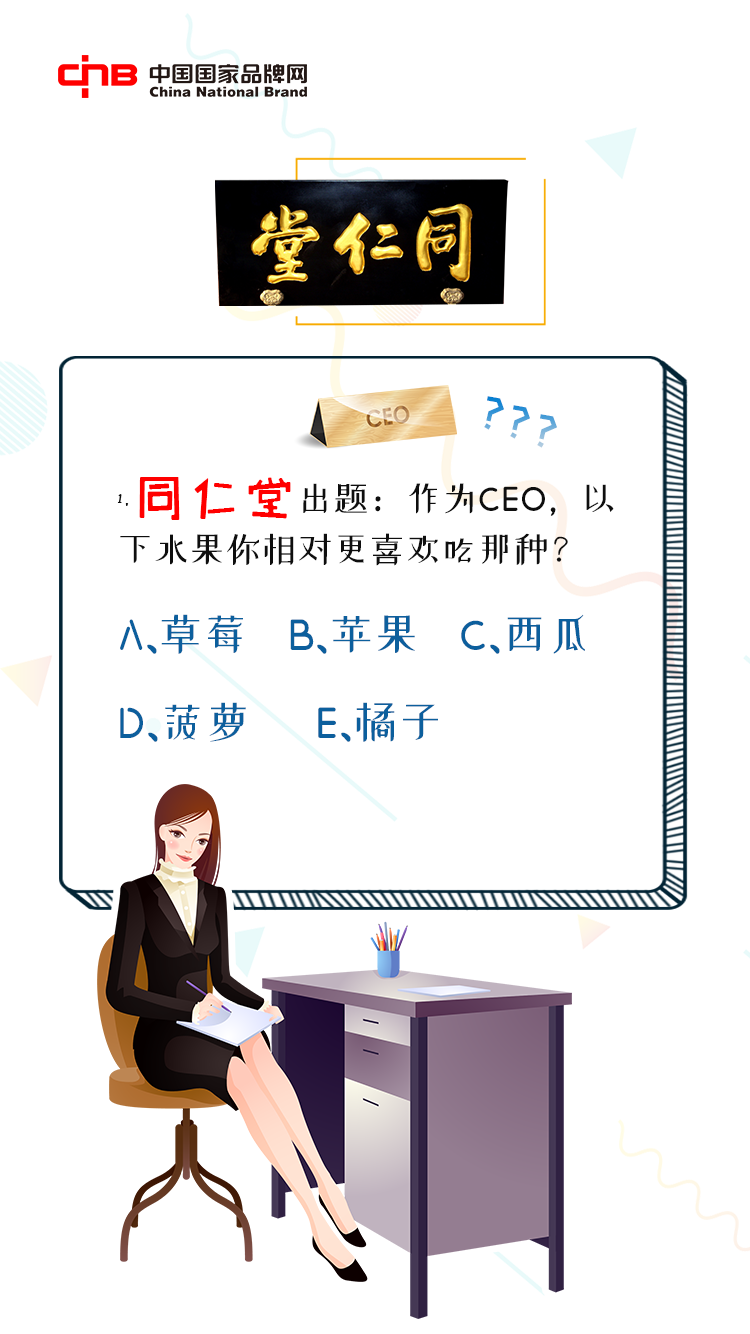 CNB 中国国家品牌网
China National Brand
堂仁同
CEO ???
1. 同仁堂出题：作为CEO，以
下水果你相对更喜欢吃那种？
A、草莓 B、苹果 C、西瓜
D、菠萝 E、橘子